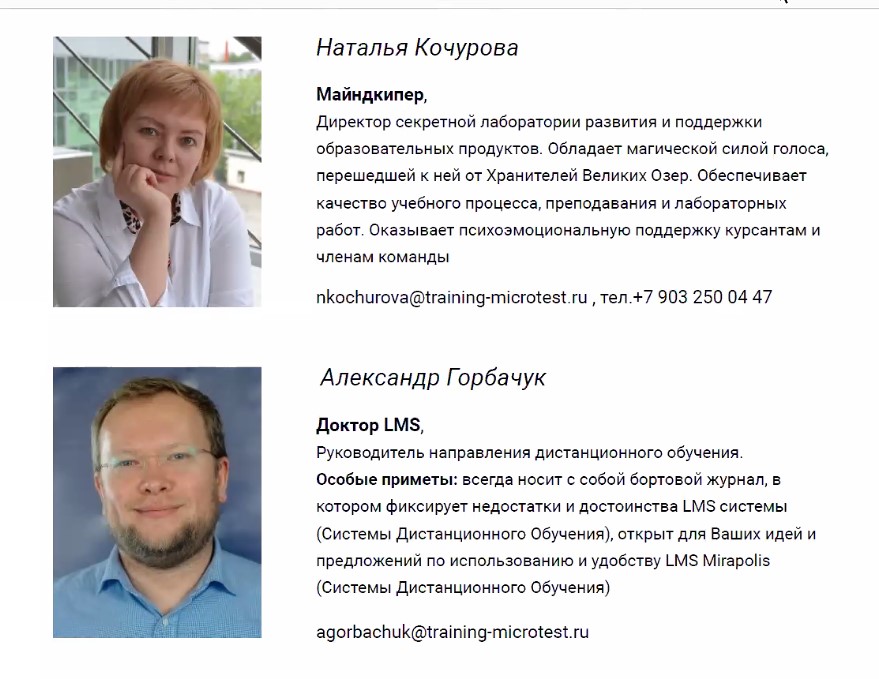 Наталья Кочурова
Майндкипер,
Директор секретной лаборатории развития и поддержки
образовательных продуктов. Обладает магической силой голоса,
перешедшей к ней от Хранителей Великих Озер. Обеспечивает
качество учебного процесса, преподавания и лабораторных
работ. Оказывает психоэмоциональную поддержку курсантам и
членам команды
nkochurova@training-microtest.ru , тел.+7 903 250 04 47
Александр Горбачук
Доктор LMS,
Руководитель направления дистанционного обучения.
Особые приметы: всегда носит с собой бортовой журнал, в
котором фиксирует недостатки и достоинства LMS системы
(Системы Дистанционного Обучения), открыт для Ваших идей и
предложений по использованию и удобству LMS Mirapolis
(Системы Дистанционного Обучения)
agorbachuk@training-microtest.ru